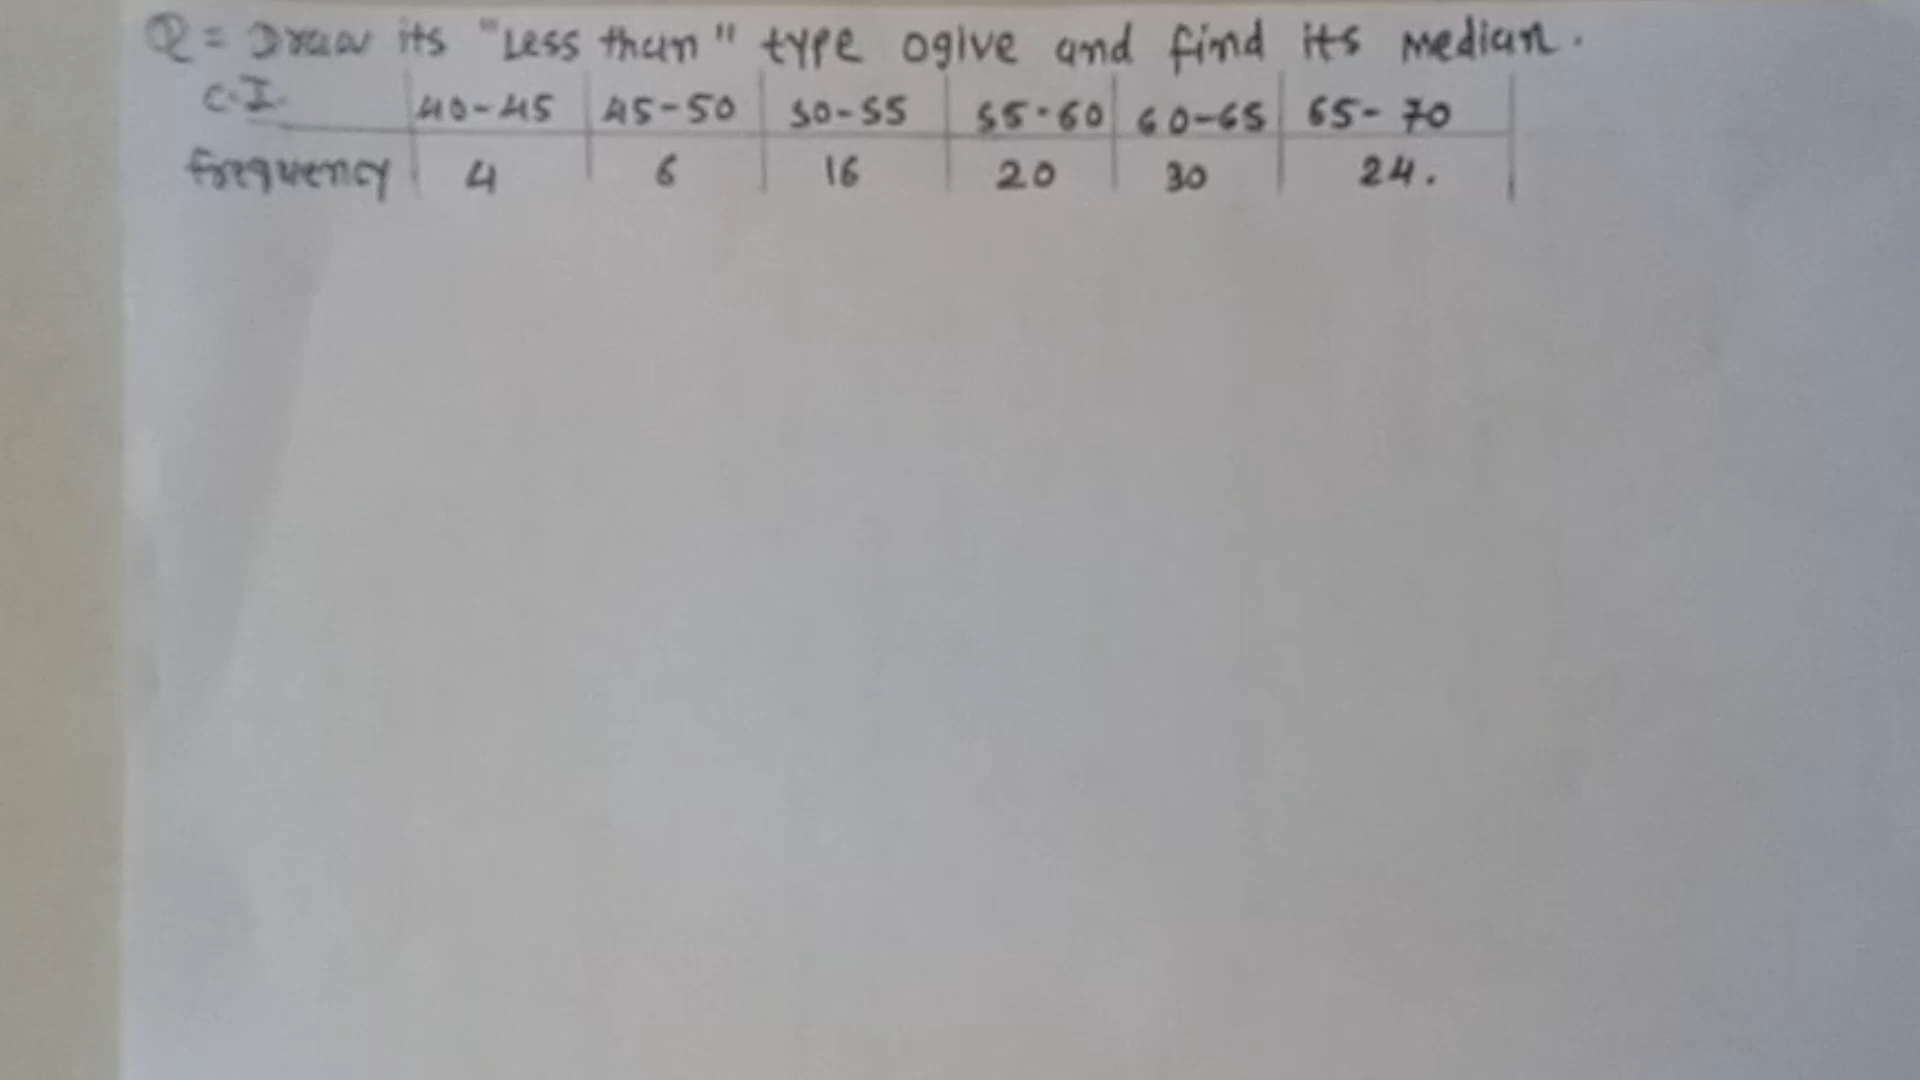 Q = Draw its "Less than" type ogive and find its median.
C.I. 40-45 45-50 50-55 55-60 60-65 65-70
frequency 4 6 16 20 30 24.